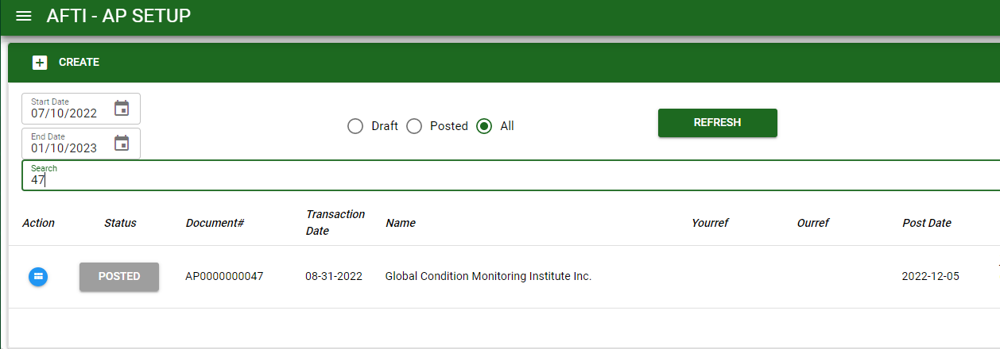 AFTI - AP SETUP
CREATE
Start Date
07/10/2022
Draft Posted All
REFRESH
End Date
01/10/2023
Search
47
Action Status Document# Transaction Date Name Yourref Ourref Post Date
POSTED AP0000000047 08-31-2022 Global Condition Monitoring Institute Inc. 2022-12-05